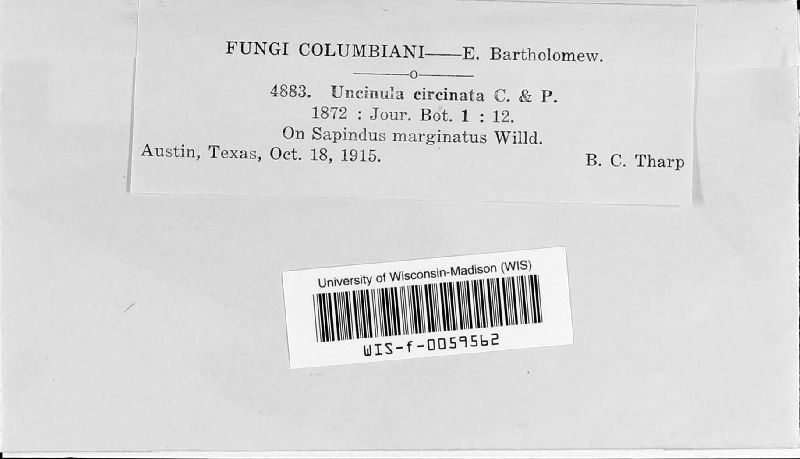 FUNGI COLUMBIANI——E. Bartholomew.
4883. Uncinula circinata C. & P.
1872 : Jour. Bot. 1 : 12.
On Sapindus marginatus Willd.
Austin, Texas, Oct. 18, 1915. B. C. Tharp
University of Wisconsin-Madison (WIS)
WIS-f-0059562